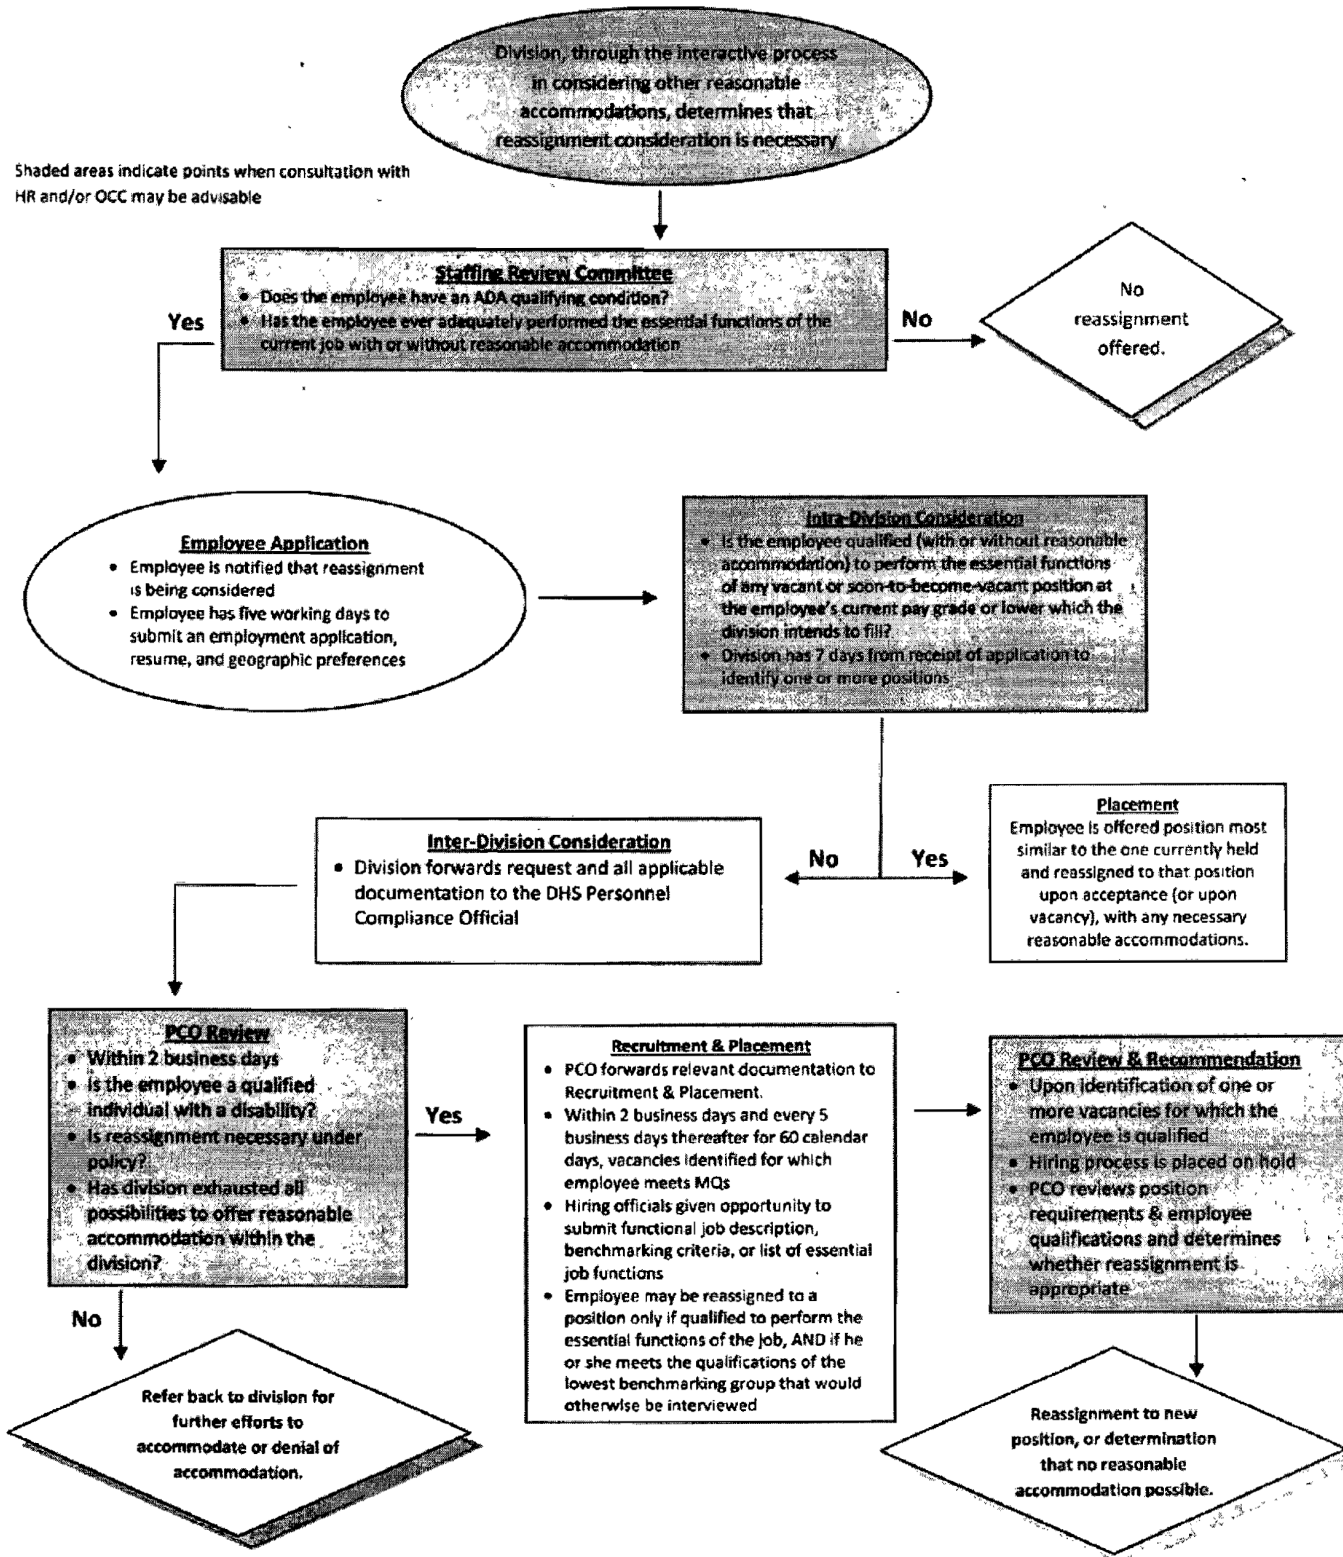 Division, through the interactive process
in considering other reasonable
accommodations, determines that
reassignment consideration is necessary
Shaded areas indicate points when consultation with
HR and/or OCC may be advisable
Staffing Review Committee
• Does the employee have an ADA qualifying condition?
• Has the employee ever adequately performed the essential functions of the
current job with or without reasonable accommodation
Yes
No
No
reassignment
offered.
Employee Application
• Employee is notified that reassignment
is being considered
• Employee has five working days to
submit an employment application,
resume, and geographic preferences
Intra-Division Consideration
• Is the employee qualified (with or without reasonable
accommodation) to perform the essential functions
of any vacant or soon-to-become-vacant position at
the employee's current pay grade or lower which the
division intends to fill?
• Division has 7 days from receipt of application to
identify one or more positions
Inter-Division Consideration
• Division forwards request and all applicable
documentation to the DHS Personnel
Compliance Official
No
Yes
Placement
Employee is offered position most
similar to the one currently held
and reassigned to that position
upon acceptance (or upon
vacancy), with any necessary
reasonable accommodations.
PCO Review
• Within 2 business days
• Is the employee a qualified
individual with a disability?
• Is reassignment necessary under
policy?
• Has division exhausted all
possibilities to offer reasonable
accommodation within the
division?
Yes
No
Recruitment & Placement
• PCO forwards relevant documentation to
Recruitment & Placement.
• Within 2 business days and every 5
business days thereafter for 60 calendar
days, vacancies identified for which
employee meets MQs
• Hiring officials given opportunity to
submit functional job description,
benchmarking criteria, or list of essential
job functions
• Employee may be reassigned to a
position only if qualified to perform the
essential functions of the job, AND if he
or she meets the qualifications of the
lowest benchmarking group that would
otherwise be interviewed
PCO Review & Recommendation
• Upon identification of one or
more vacancies for which the
employee is qualified
• Hiring process is placed on hold
• PCO reviews position
requirements & employee
qualifications and determines
whether reassignment is
appropriate
Refer back to division for
further efforts to
accommodate or denial of
accommodation.
Reassignment to new
position, or determination
that no reasonable
accommodation possible.